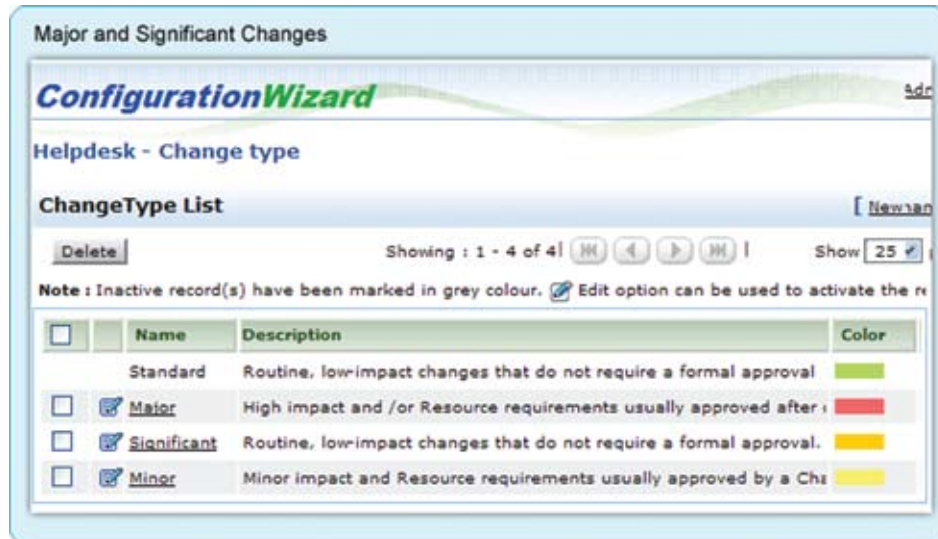 Major and Significant Changes
ConfigurationWizard
Helpdesk - Change type
ChangeType List [ New
Delete Showing : 1 - 4 of 4 Show 25
Note : Inactive record(s) have been marked in grey colour. Edit option can be used to activate the
Name Description Color
Standard Routine, low-impact changes that do not require a formal approval
Major High impact and /or Resource requirements usually approved after
Significant Routine, low-impact changes that do not require a formal approval.
Minor Minor impact and Resource requirements usually approved by a